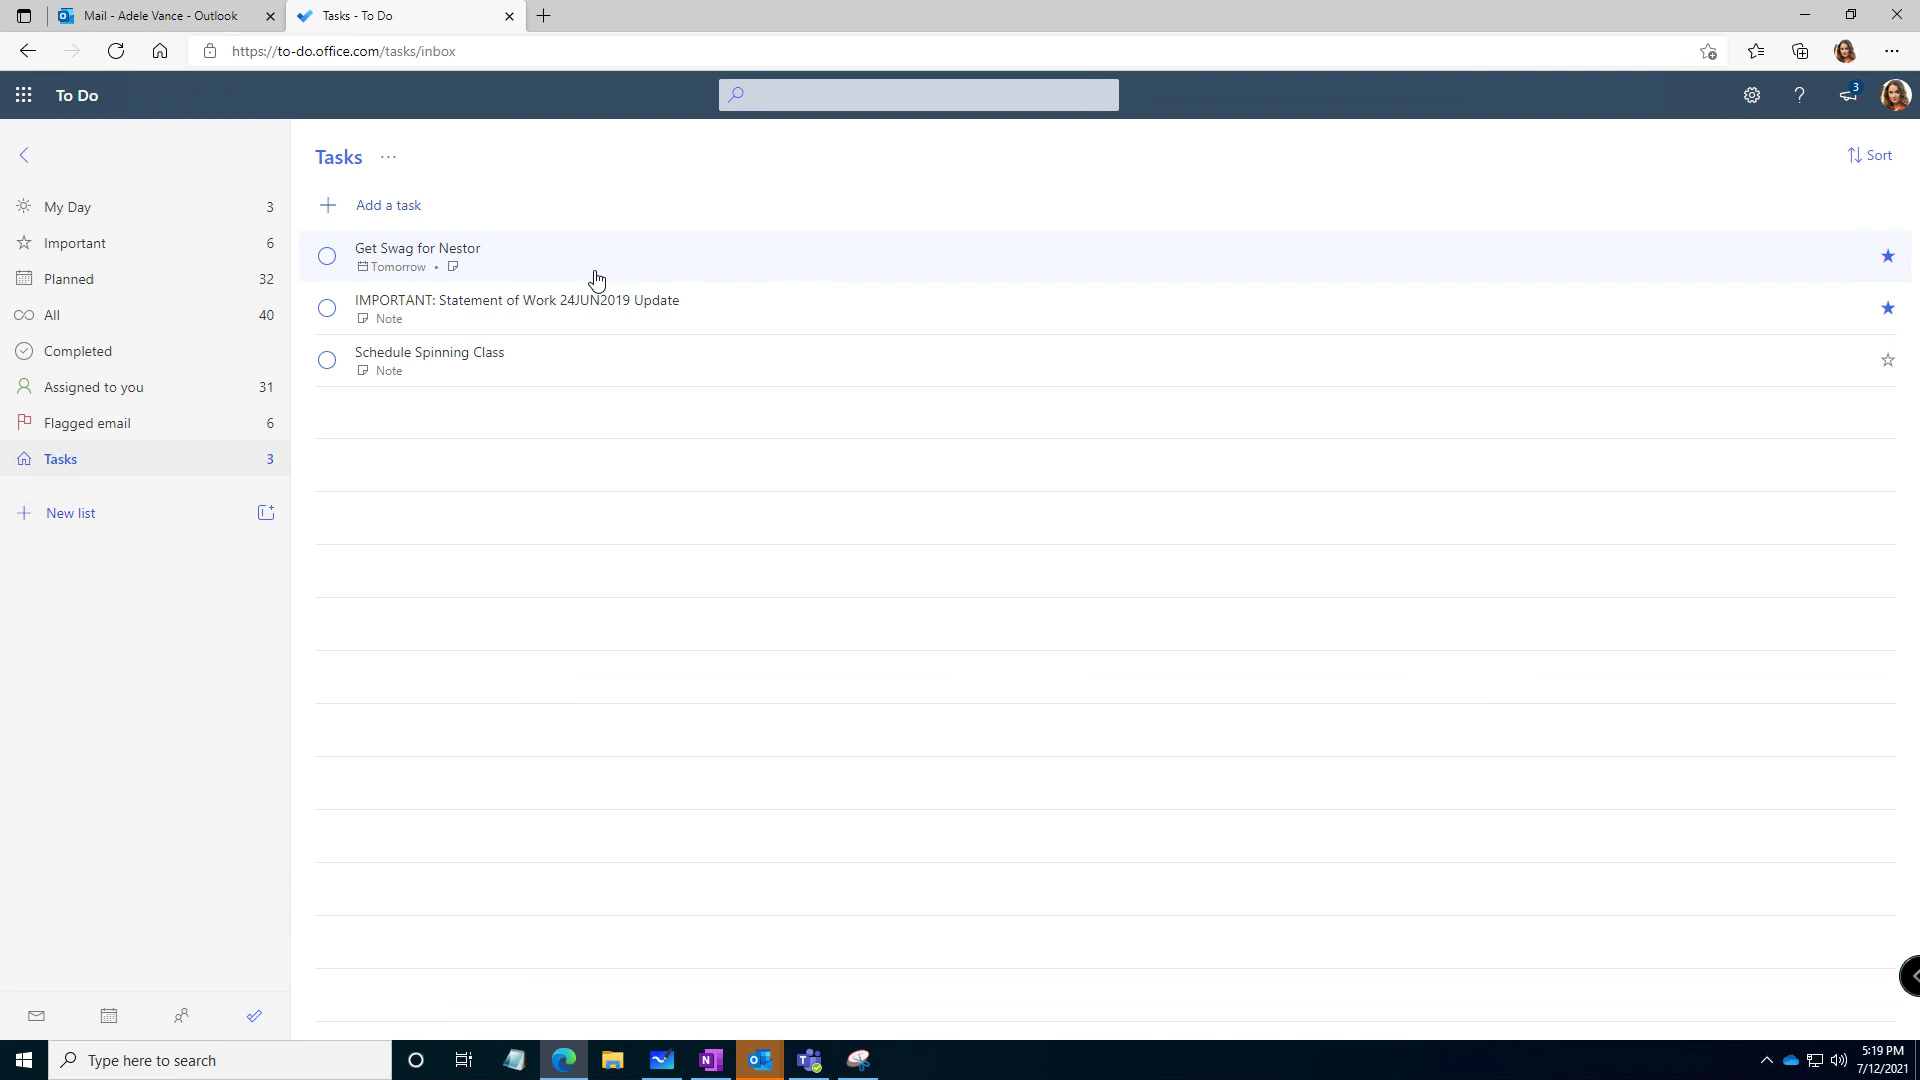 Mail - Adele Vance - Outlook
Tasks - To Do
https://to-do.office.com/tasks/inbox
To Do
3
Tasks ...
Sort
My Day 3
Add a task
Important 6
Get Swag for Nestor
Tomorrow •
Planned 32
IMPORTANT: Statement of Work 24JUN2019 Update
Note
All 40
Completed
Schedule Spinning Class
Note
Assigned to you 31
Flagged email 6
Tasks 3
New list
Type here to search
5:19 PM
7/12/2021